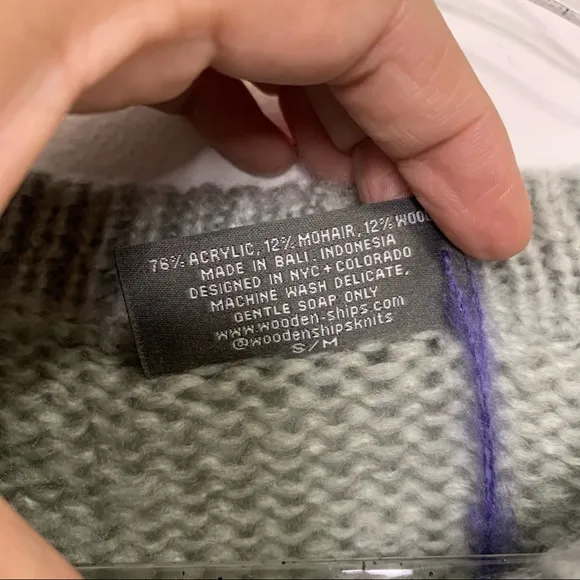 76% ACRYLIC, 12% MOHAIR, 12% WOO
MADE IN BALI, INDONESIA
DESIGNED IN NYC + COLORADO
MACHINE WASH DELICATE,
GENTLE SOAP ONLY
www.wooden-ships.com
@woodenshipsknits
S/M